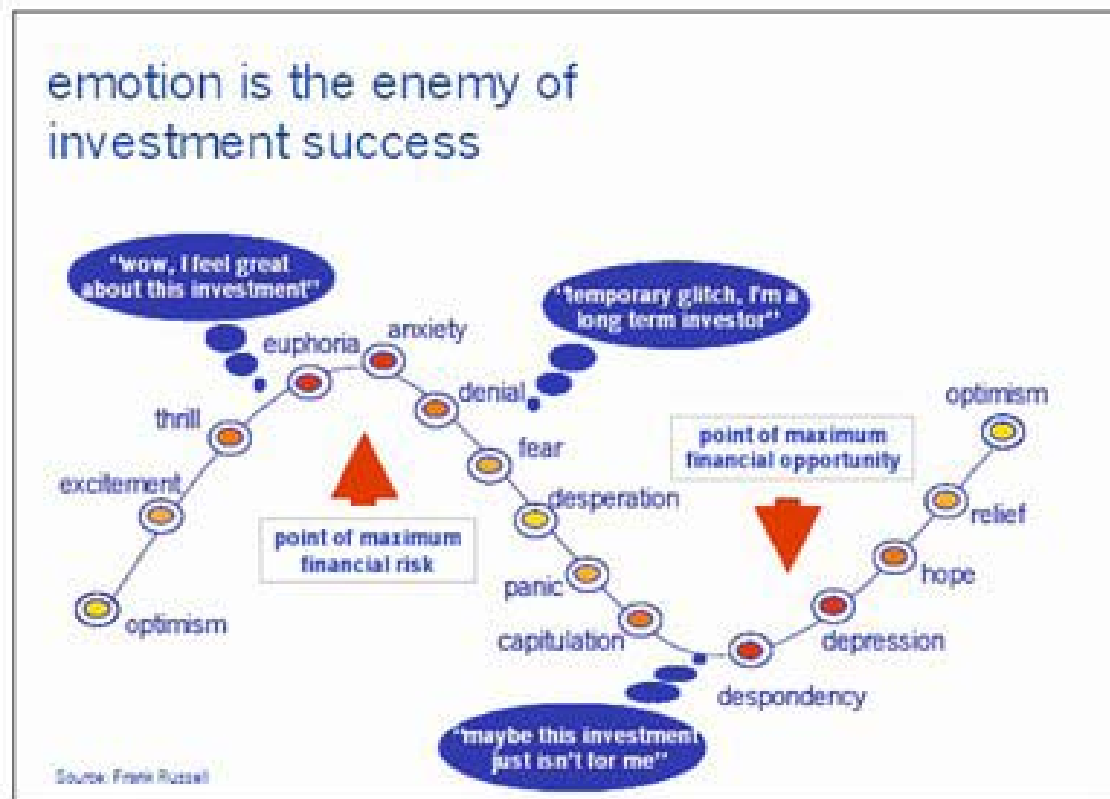 emotion is the enemy of
investment success
"wow, I feel great
about this investment"
"temporary glitch, I'm a
long term investor"
anxiety
euphoria
denial
optimism
thrill
point of maximum
financial opportunity
fear
excitement
desperation
relief
point of maximum
financial risk
panic
hope
optimism
capitulation
depression
despondency
"maybe this investment
just isn't for me"
Source: Frank Russell